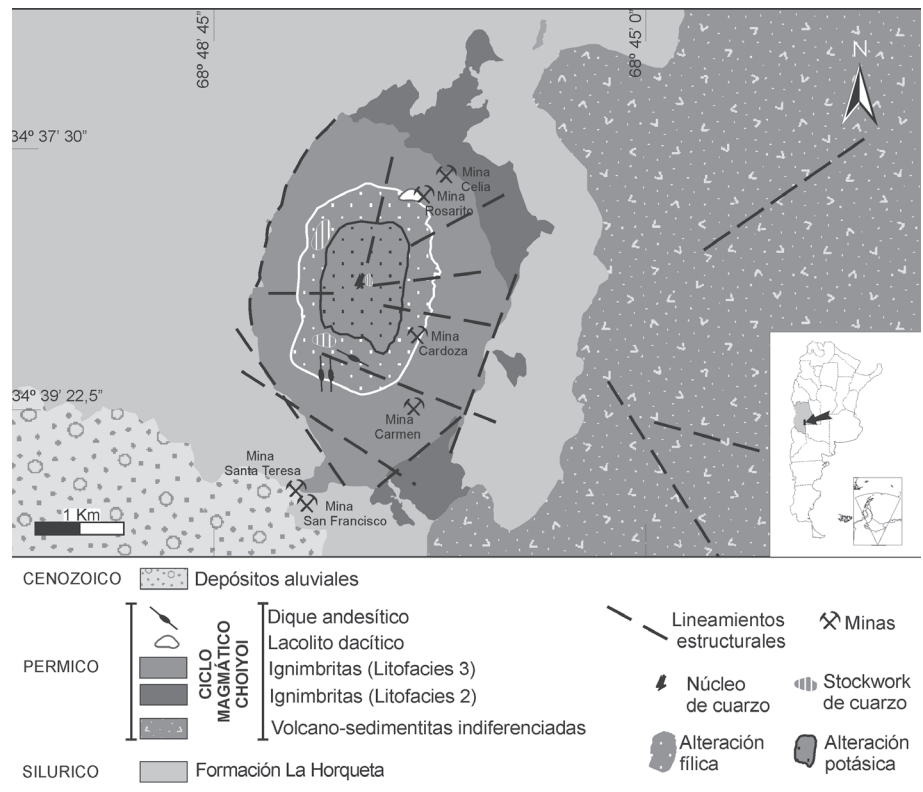 68º 48' 45"
68º 45' 0"
N
34º 37' 30"
Mina
Celia
Mina
Rosarito
Mina
Cardoza
34º 39' 22,5"
Mina
Carmen
Mina
Santa Teresa
Mina
San Francisco
1 Km
CENOZOICO
Depósitos aluviales
PERMICO
CICLO
MAGMÁTICO
CHOIYOI
Dique andesítico
Lacolito dacítico
Ignimbritas (Litofacies 3)
Ignimbritas (Litofacies 2)
Volcano-sedimentitas indiferenciadas
SILURICO
Formación La Horqueta
Lineamientos
estructurales
Minas
Núcleo
de cuarzo
Stockwork
de cuarzo
Alteración
fílica
Alteración
potásica